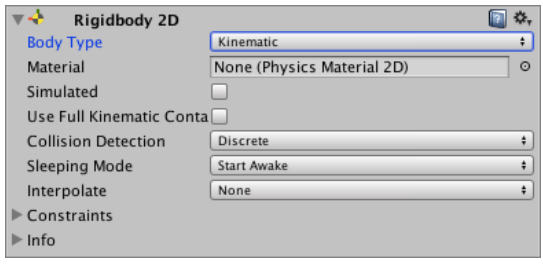 Rigidbody 2D
Body Type Kinematic
Material None (Physics Material 2D)
Simulated
Use Full Kinematic Conta
Collision Detection Discrete
Sleeping Mode Start Awake
Interpolate None
Constraints
Info